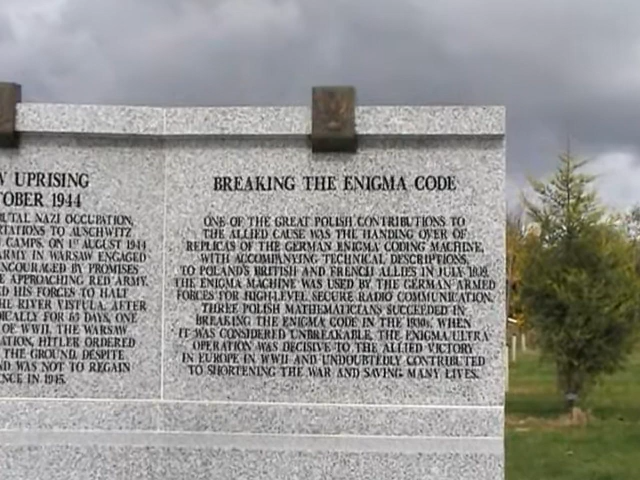 W UPRISING
TOBER 1944
BRUTAL NAZI OCCUPATION,
RTATIONS TO AUSCHWITZ
CAMPS. ON 1ST AUGUST 1944
ARMY IN WARSAW ENGAGED
ENCOURAGED BY PROMISES
E APPROACHING RED ARMY,
ED HIS FORCES TO HALT
HE RIVER VISTULA. AFTER
OICALLY FOR 63 DAYS, ONE
OF WWII, THE WARSAW
ATION, HITLER ORDERED
THE GROUND. DESPITE
ND WAS NOT TO REGAIN
ENCE IN 1945.
BREAKING THE ENIGMA CODE
ONE OF THE GREAT POLISH CONTRIBUTIONS TO
THE ALLIED CAUSE WAS THE HANDING OVER OF
REPLICAS OF THE GERMAN ENIGMA CODING MACHINE,
WITH ACCOMPANYING TECHNICAL DESCRIPTIONS,
TO POLAND'S BRITISH AND FRENCH ALLIES IN JULY 1939.
THE ENIGMA MACHINE WAS USED BY THE GERMAN ARMED
FORCES FOR HIGH-LEVEL SECURE RADIO COMMUNICATION.
THREE POLISH MATHEMATICIANS SUCCEEDED IN
BREAKING THE ENIGMA CODE IN THE 1930s, WHEN
IT WAS CONSIDERED UNBREAKABLE. THE ENIGMA/ULTRA
OPERATION WAS DECISIVE TO THE ALLIED VICTORY
IN EUROPE IN WWII AND UNDOUBTEDLY CONTRIBUTED
TO SHORTENING THE WAR AND SAVING MANY LIVES.